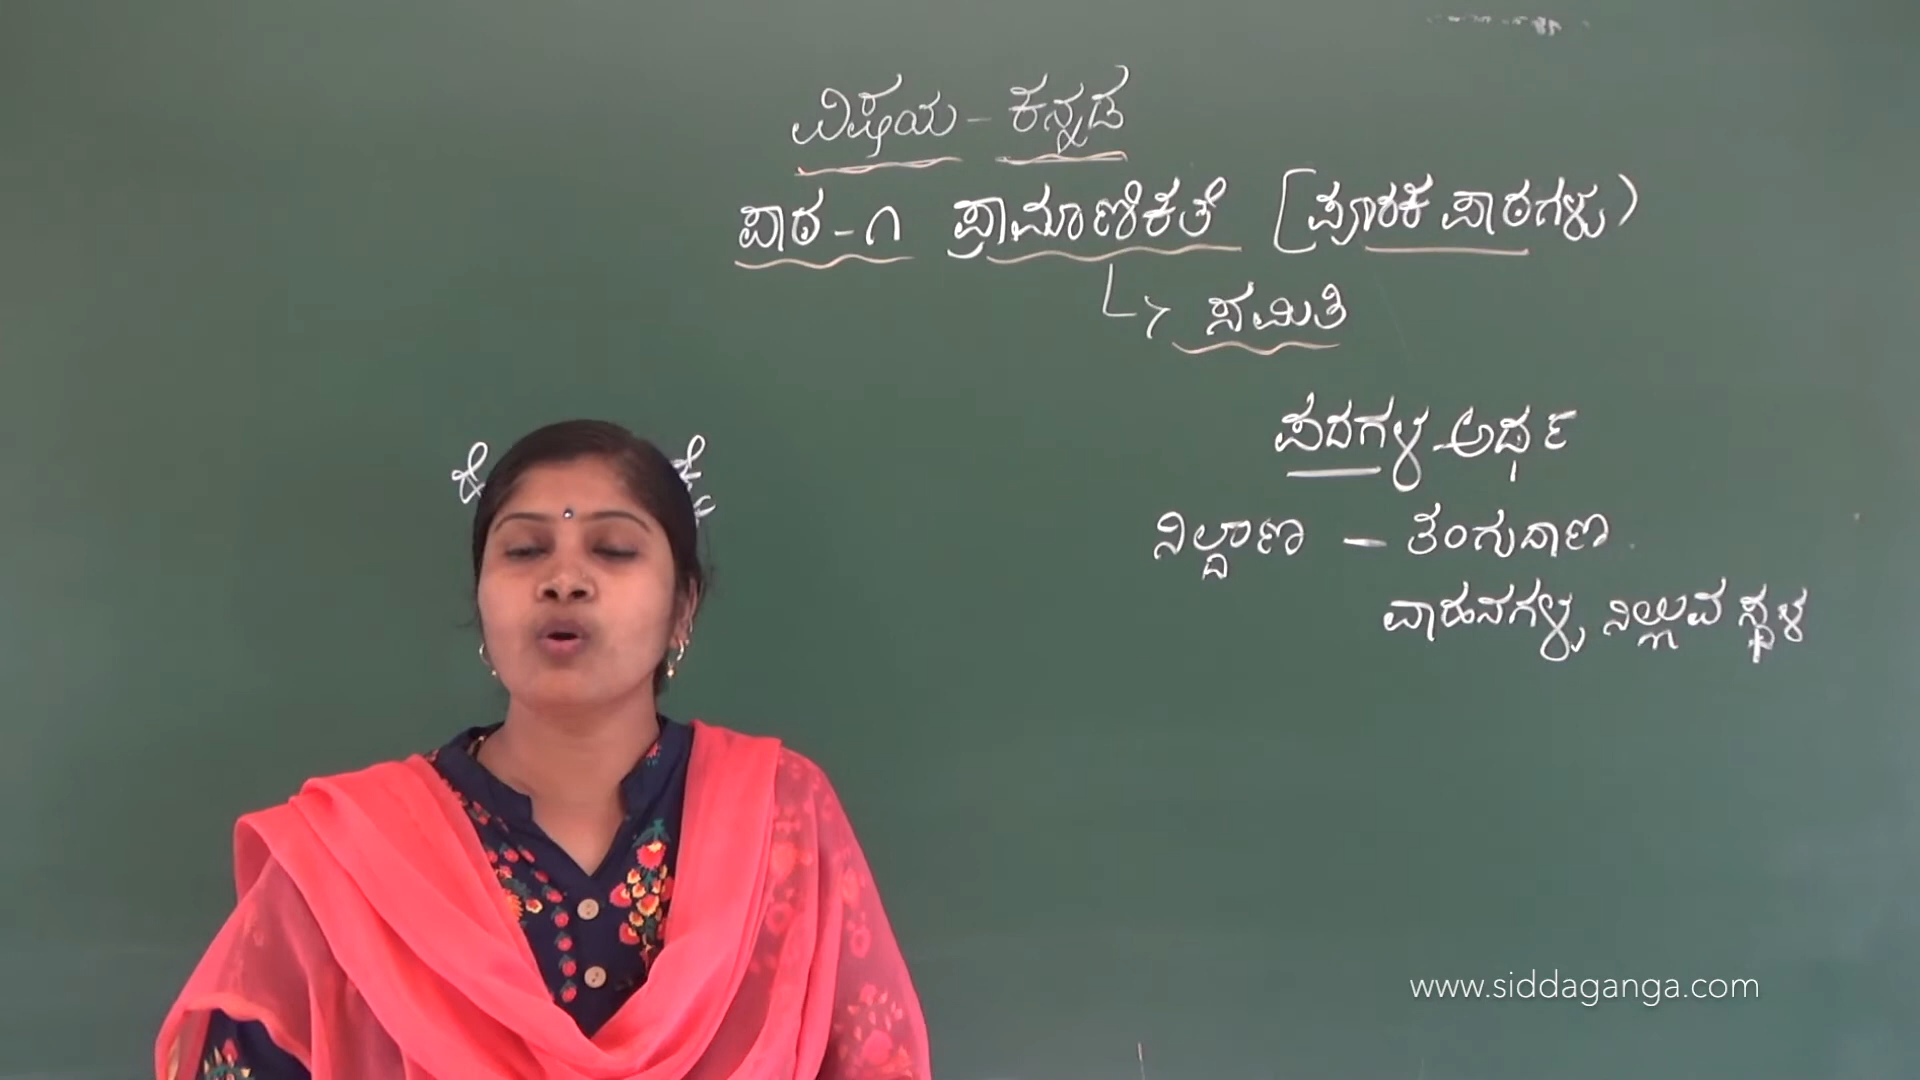 ವಿಷಯ - ಕನ್ನಡ
ಪಾಠ - ೧ ಪ್ರಾಮಾಣಿಕತೆ [ಪೂರಕ ಪಾಠಗಳು)
ಸಮಿತಿ
ಪದಗಳ ಅರ್ಥ
ನಿಲ್ದಾಣ - ತಂಗುದಾಣ
ವಾಹನಗಳು ನಿಲ್ಲುವ ಸ್ಥಳ
www.siddaganga.com